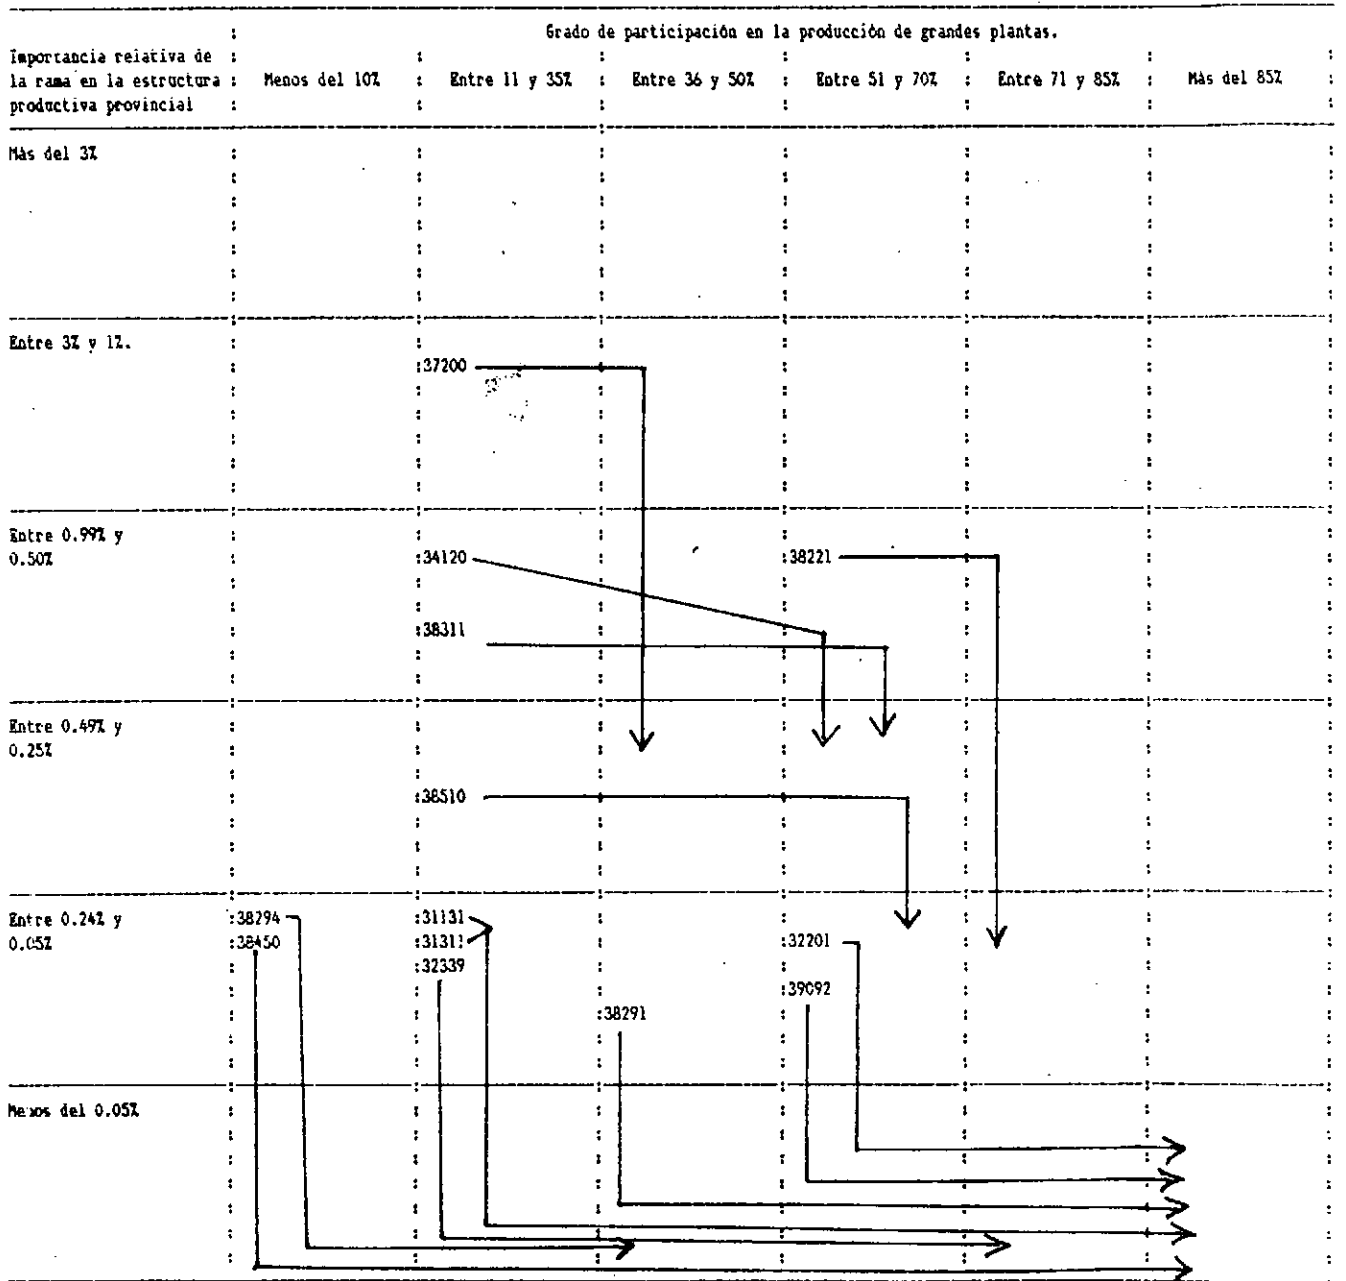 Grado de participación en la producción de grandes plantas.
Importancia relativa de
la rama en la estructura : Menos del 10% : Entre 11 y 35% : Entre 36 y 50% : Entre 51 y 70% : Entre 71 y 85% : Más del 85% :
productiva provincial
Más del 3%
Entre 3% y 1%.
:37200
Entre 0.99% y
0.50% :34120 :38221
:38311
Entre 0.49% y
0.25%
:38510
Entre 0.24% y :38294 :31131
0.05% :38450 :31311 :32201
:32339
:39092
:38291
Menos del 0.05%